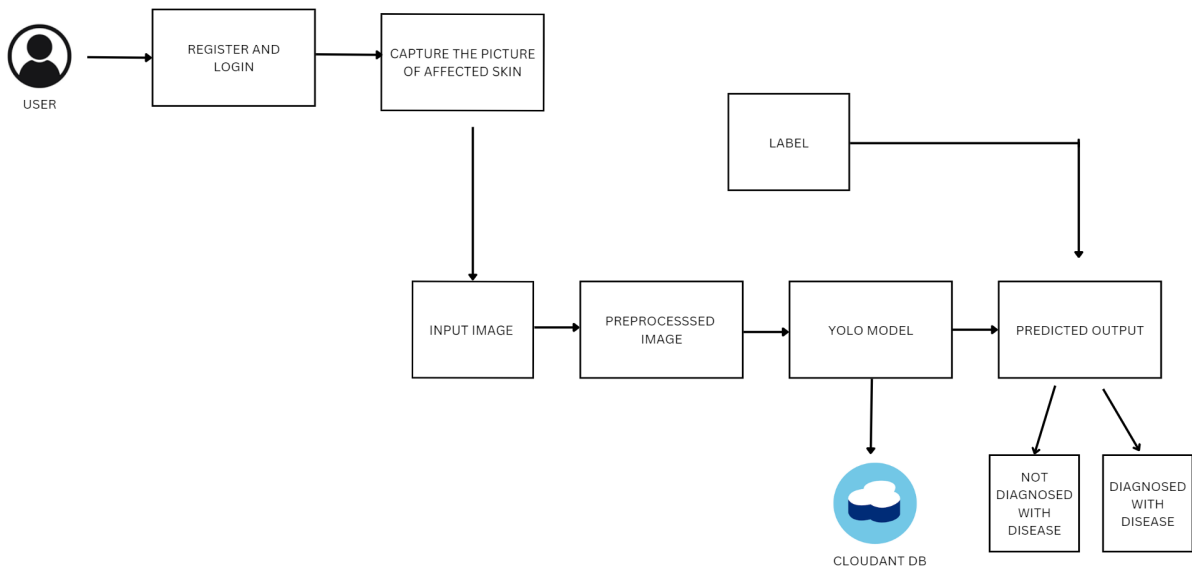 USER
REGISTER AND
LOGIN
CAPTURE THE PICTURE
OF AFFECTED SKIN
LABEL
INPUT IMAGE
PREPROCESSSED
IMAGE
YOLO MODEL
PREDICTED OUTPUT
NOT
DIAGNOSED
WITH
DISEASE
DIAGNOSED
WITH
DISEASE
CLOUDANT DB